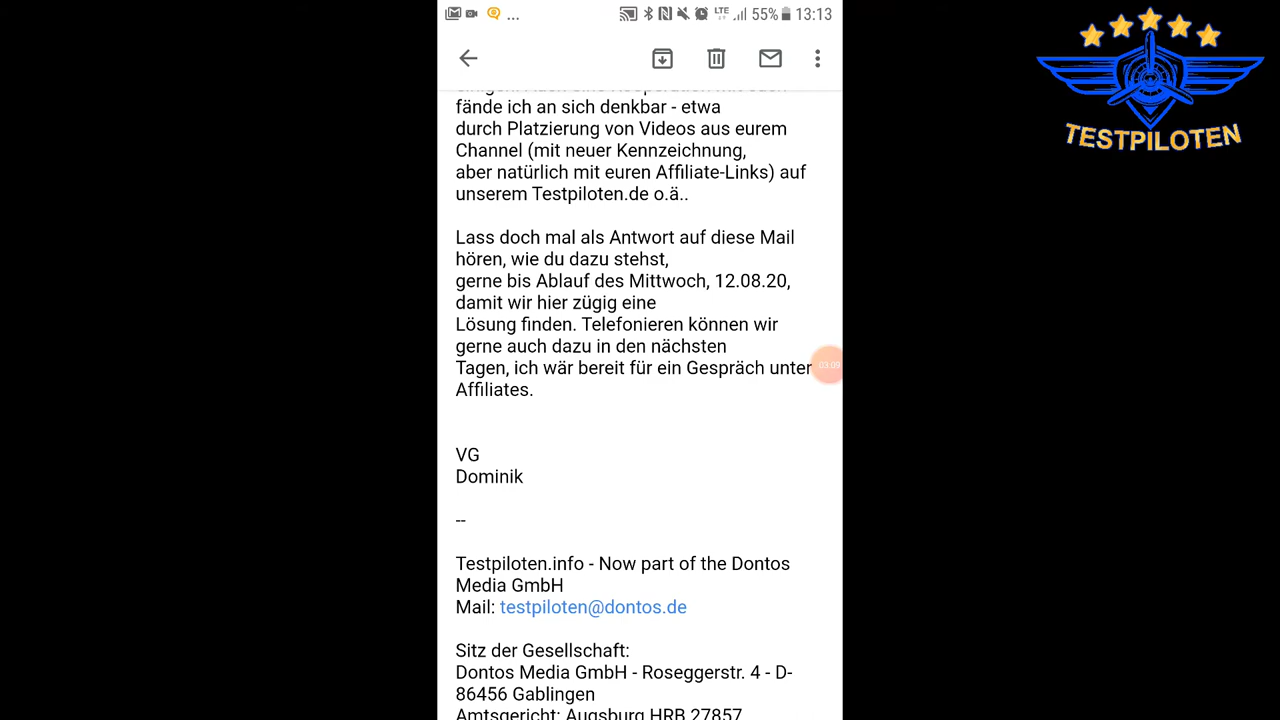 ... LTE 55% 13:13
fände ich an sich denkbar - etwa
durch Platzierung von Videos aus eurem
Channel (mit neuer Kennzeichnung,
aber natürlich mit euren Affiliate-Links) auf
unserem Testpiloten.de o.ä..
Lass doch mal als Antwort auf diese Mail
hören, wie du dazu stehst,
gerne bis Ablauf des Mittwoch, 12.08.20,
damit wir hier zügig eine
Lösung finden. Telefonieren können wir
gerne auch dazu in den nächsten
Tagen, ich wär bereit für ein Gespräch unter
Affiliates.
03:09
VG
Dominik
--
Testpiloten.info - Now part of the Dontos
Media GmbH
Mail: testpiloten@dontos.de
Sitz der Gesellschaft:
Dontos Media GmbH - Roseggerstr. 4 - D-
86456 Gablingen
Amtsgericht: Augsburg HRB 27857
TESTPILOTEN